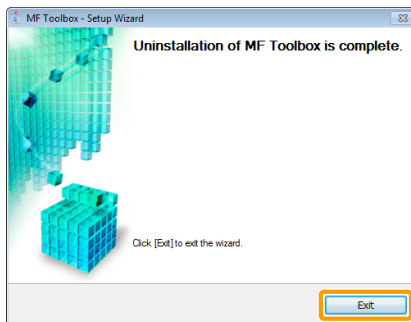 MF Toolbox - Setup Wizard
Uninstallation of MF Toolbox is complete.
Click [Exit] to exit the wizard.
Exit